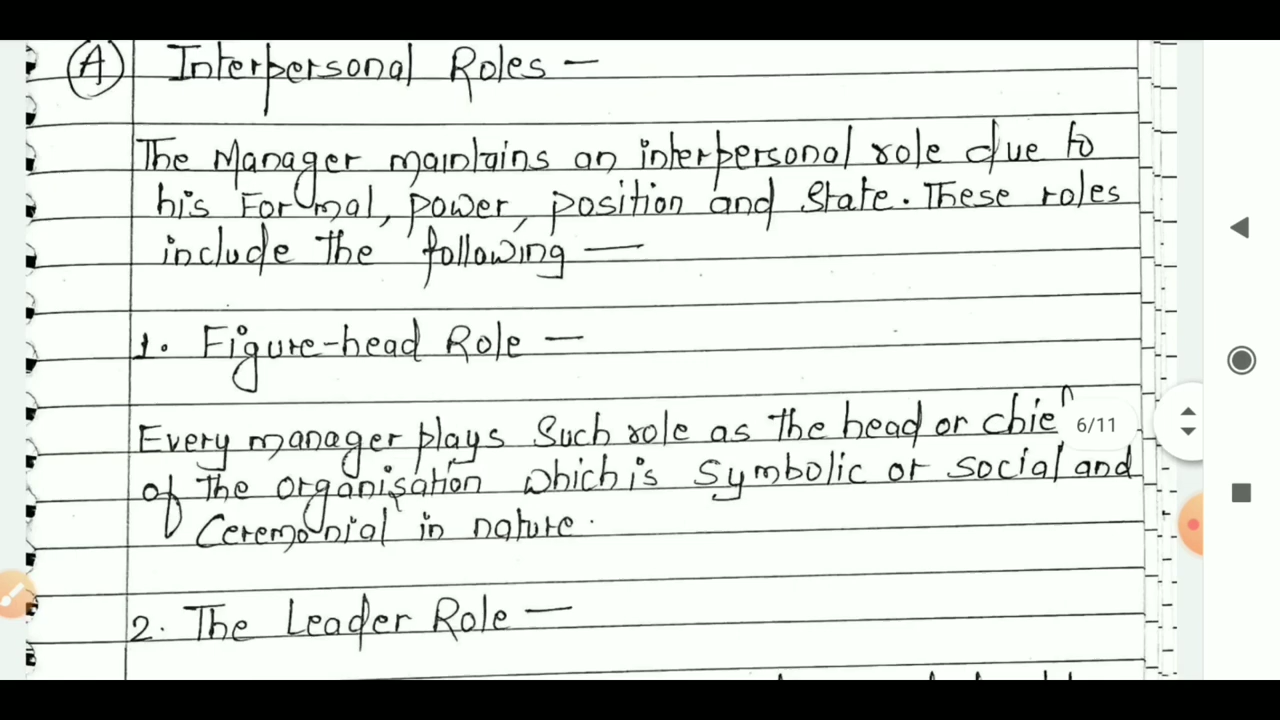 A Interpersonal Roles –
The Manager maintains an interpersonal role due to
his Formal, power, position and State. These roles
include The following —
1. Figure-head Role —
Every manager plays Such role as The head or chie
6/11
of The organisation which is Symbolic or social and
Ceremonial in nature.
2. The Leader Role —